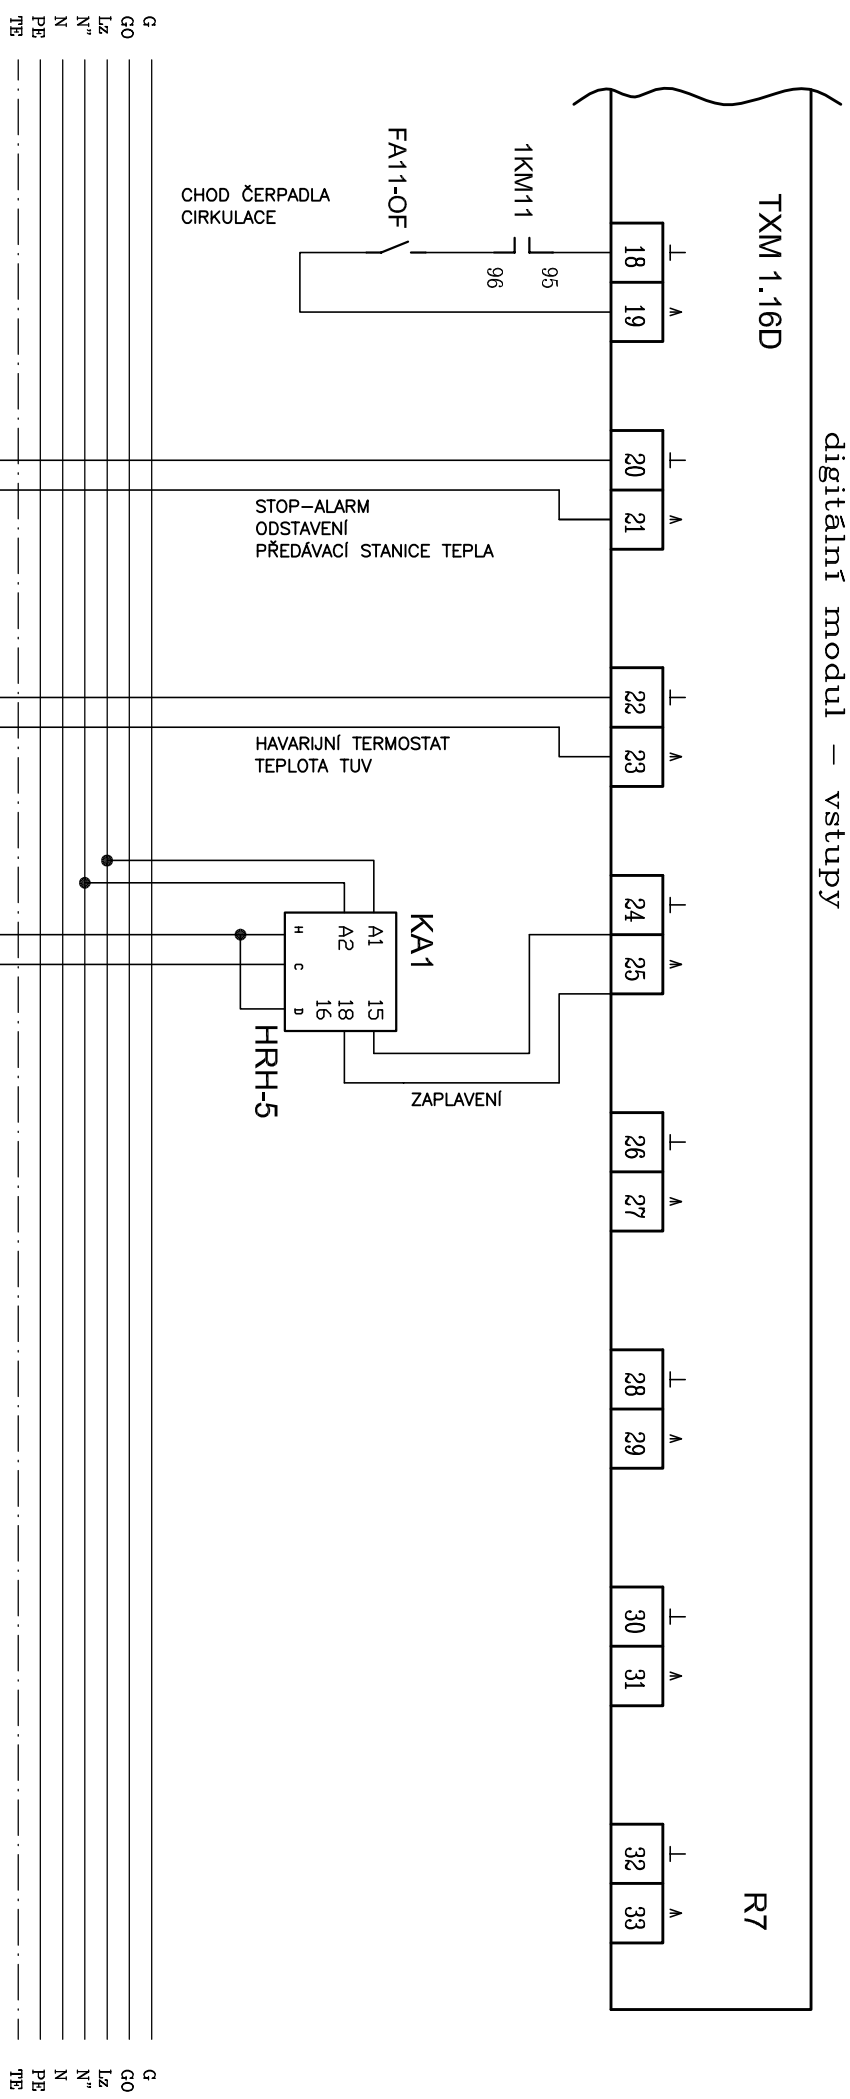 digitální modul - vstupy
TXM 1.16D
R7
18
19
20
21
22
23
24
25
26
27
28
29
30
31
32
33
1KM11
95
96
FA11-OF
CHOD ČERPADLA
CIRKULACE
STOP-ALARM
ODSTAVENÍ
PŘEDÁVACÍ STANICE TEPLA
HAVARIJNÍ TERMOSTAT
TEPLOTA TUV
KA1
A1
A2
15
18
16
H
C
D
HRH-5
ZAPLAVENÍ
G
G0
Lz
N"
N
PE
TE
G
G0
Lz
N"
N
PE
TE